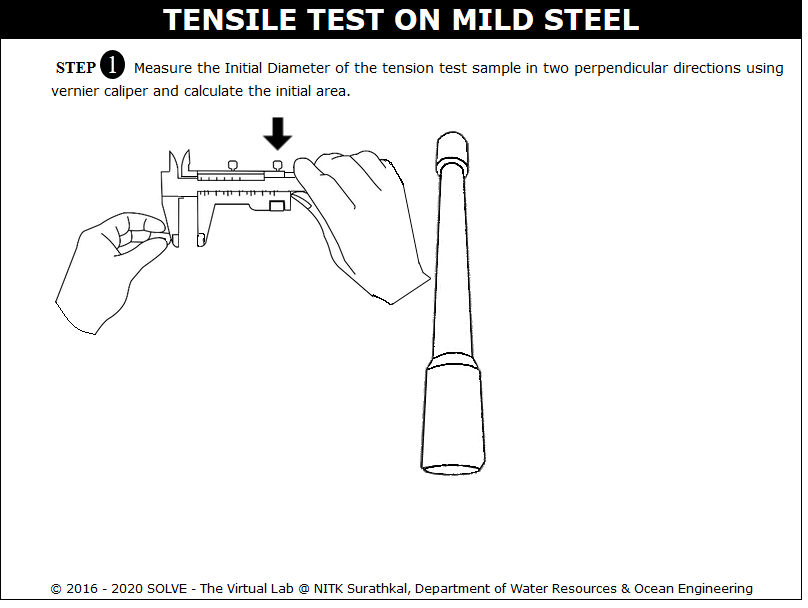 TENSILE TEST ON MILD STEEL
STEP 1 Measure the Initial Diameter of the tension test sample in two perpendicular directions using
vernier caliper and calculate the initial area.
© 2016 - 2020 SOLVE - The Virtual Lab @ NITK Surathkal, Department of Water Resources & Ocean Engineering